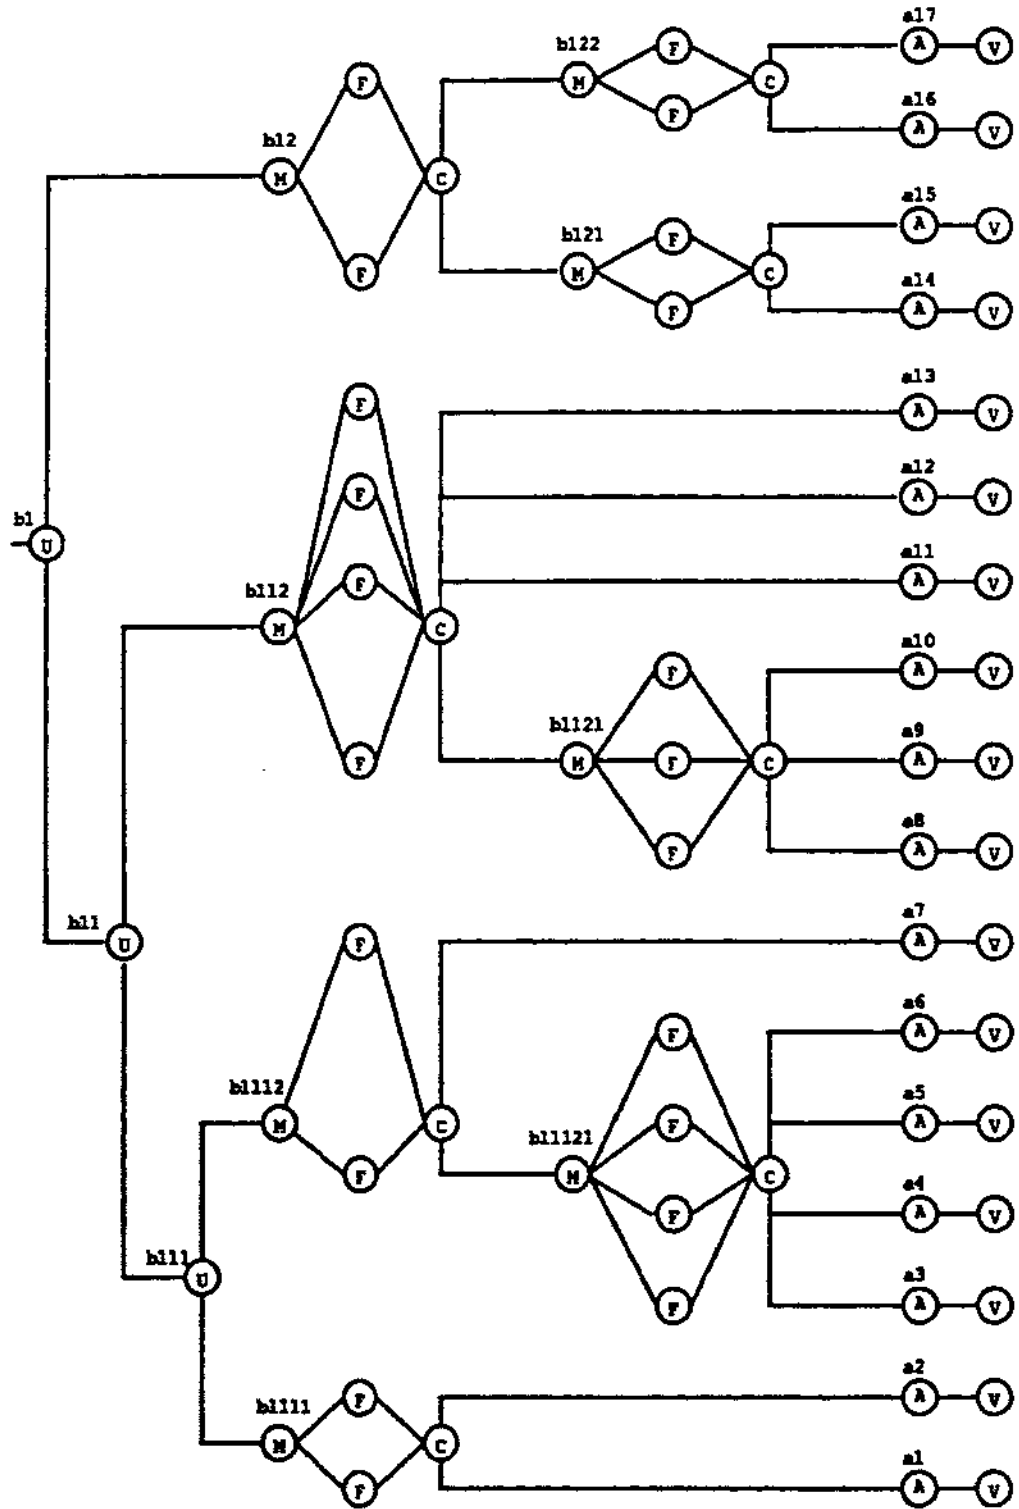 a17
b122 F A V
F M C a16
b12 F A V
M C a15
F A V
b121 M C a14
F F A V
a13
F A V
a12
F A V
b1 U a11
b112 F A V
M C a10
F A V
b1121 a9
F M F C A V
a8
F A V
b11 a7
U F A V
a6
F A V
b1112 a5
M C F A V
b11121 a4
F M F C A V
b111 a3
U F A V
a2
b1111 F A V
M C a1
F A V